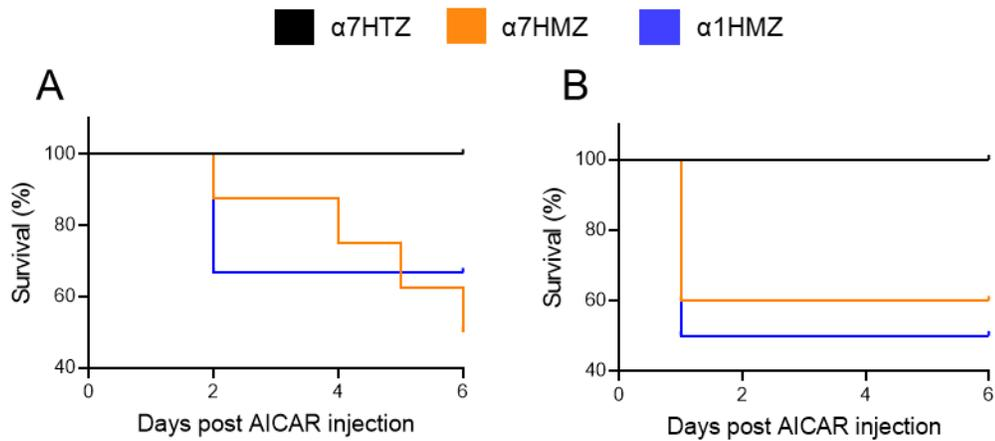 α7HTZ α7HMZ α1HMZ
A
B
100
80
60
40
Survival (%)
0 2 4 6
Days post AICAR injection
100
80
60
40
Survival (%)
0 2 4 6
Days post AICAR injection